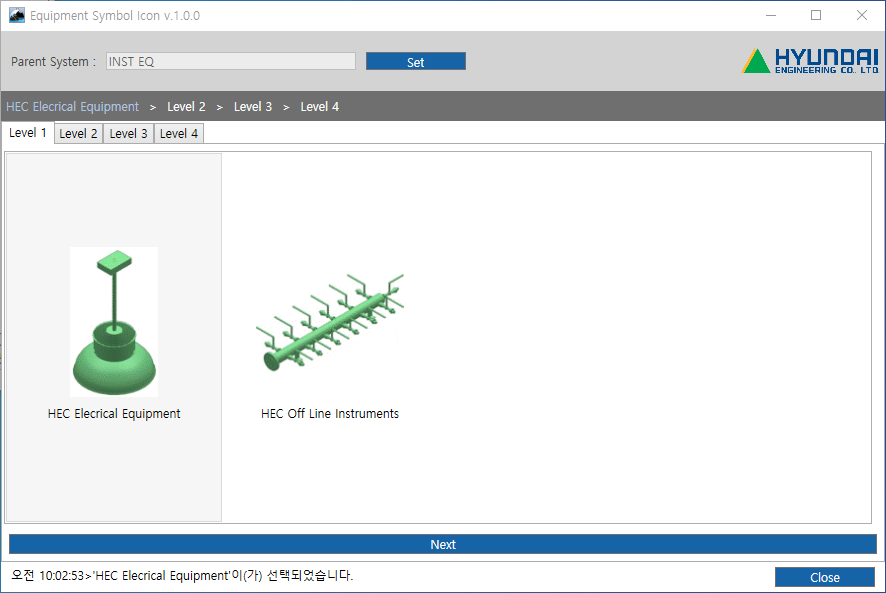 Equipment Symbol Icon v.1.0.0
Parent System : INST EQ Set
HYUNDAI
ENGINEERING CO., LTD.
HEC Elecrical Equipment > Level 2 > Level 3 > Level 4
Level 1 Level 2 Level 3 Level 4
HEC Elecrical Equipment HEC Off Line Instruments
Next
오전 10:02:53>'HEC Elecrical Equipment'이(가) 선택되었습니다.
Close